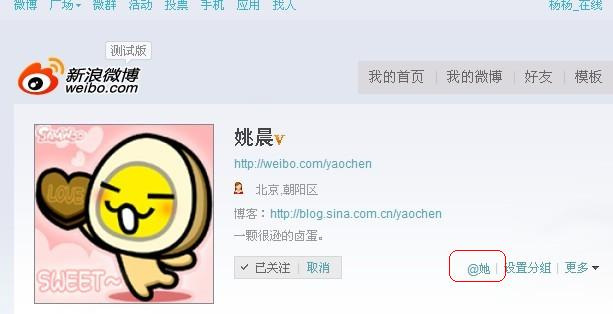 微博 广场 微群 活动 投票 手机 应用 找人 杨杨_在线
测试版
新浪微博
weibo.com
我的首页 | 我的微博 | 好友 | 模板
姚晨v
http://weibo.com/yaochen
北京,朝阳区
博客：http://blog.sina.com.cn/yaochen
一颗很逊的卤蛋。
已关注 | 取消 @她 | 设置分组 | 更多
LOVE
SWEET~